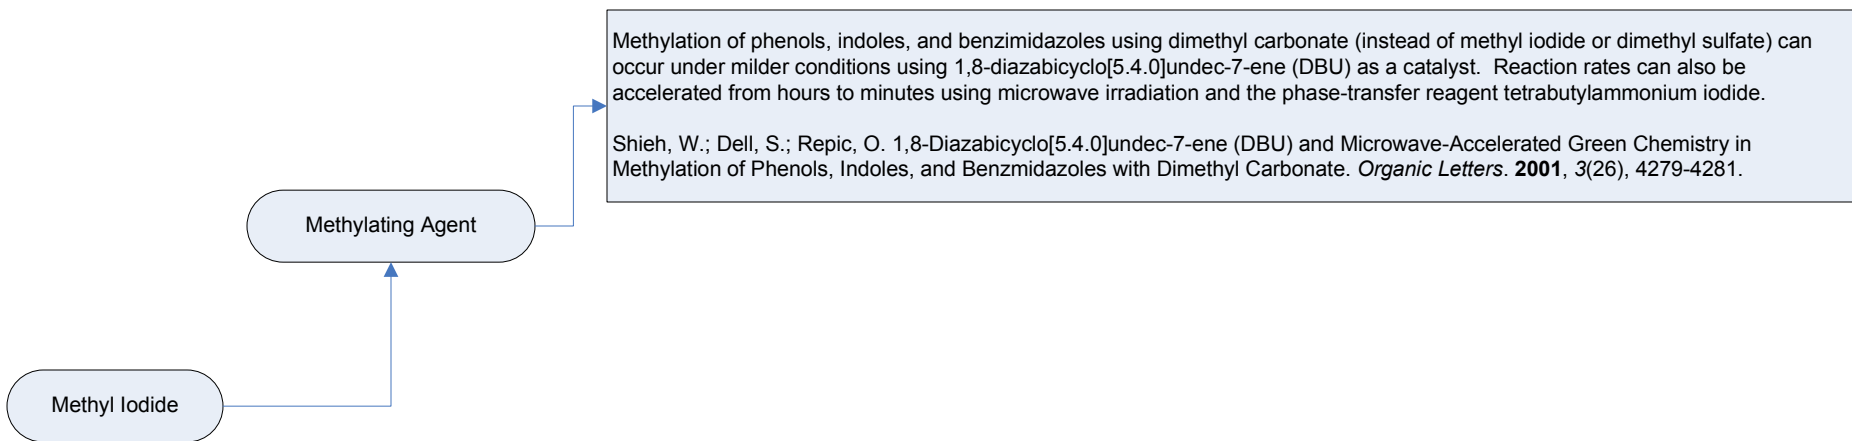 Methylation of phenols, indoles, and benzimidazoles using dimethyl carbonate (instead of methyl iodide or dimethyl sulfate) can
occur under milder conditions using 1,8-diazabicyclo[5.4.0]undec-7-ene (DBU) as a catalyst.  Reaction rates can also be
accelerated from hours to minutes using microwave irradiation and the phase-transfer reagent tetrabutylammonium iodide.
Shieh, W.; Dell, S.; Repic, O. 1,8-Diazabicyclo[5.4.0]undec-7-ene (DBU) and Microwave-Accelerated Green Chemistry in
Methylation of Phenols, Indoles, and Benzmidazoles with Dimethyl Carbonate. Organic Letters. 2001, 3(26), 4279-4281.
Methylating Agent
Methyl Iodide